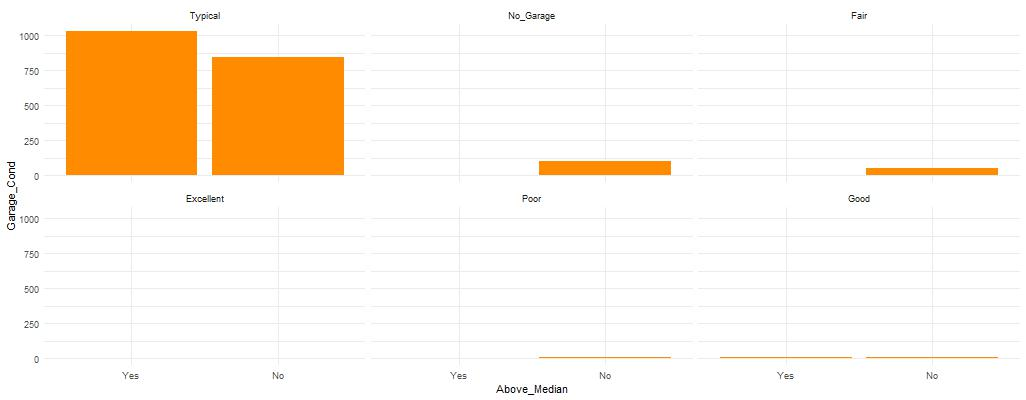 Typical No_Garage Fair
1000
750
500
250
0
Garage_Cond
Excellent Poor Good
1000
750
500
250
0
Yes No Yes No Yes No
Above_Median